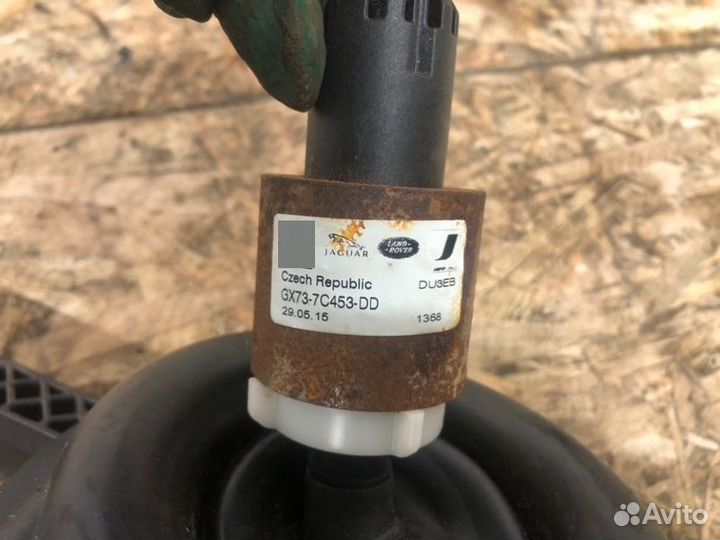 JAGUAR
LAND-
ROVER
Czech Republic
DU3EB
GX73-7C453-DD
29.05.15
1368
Avito